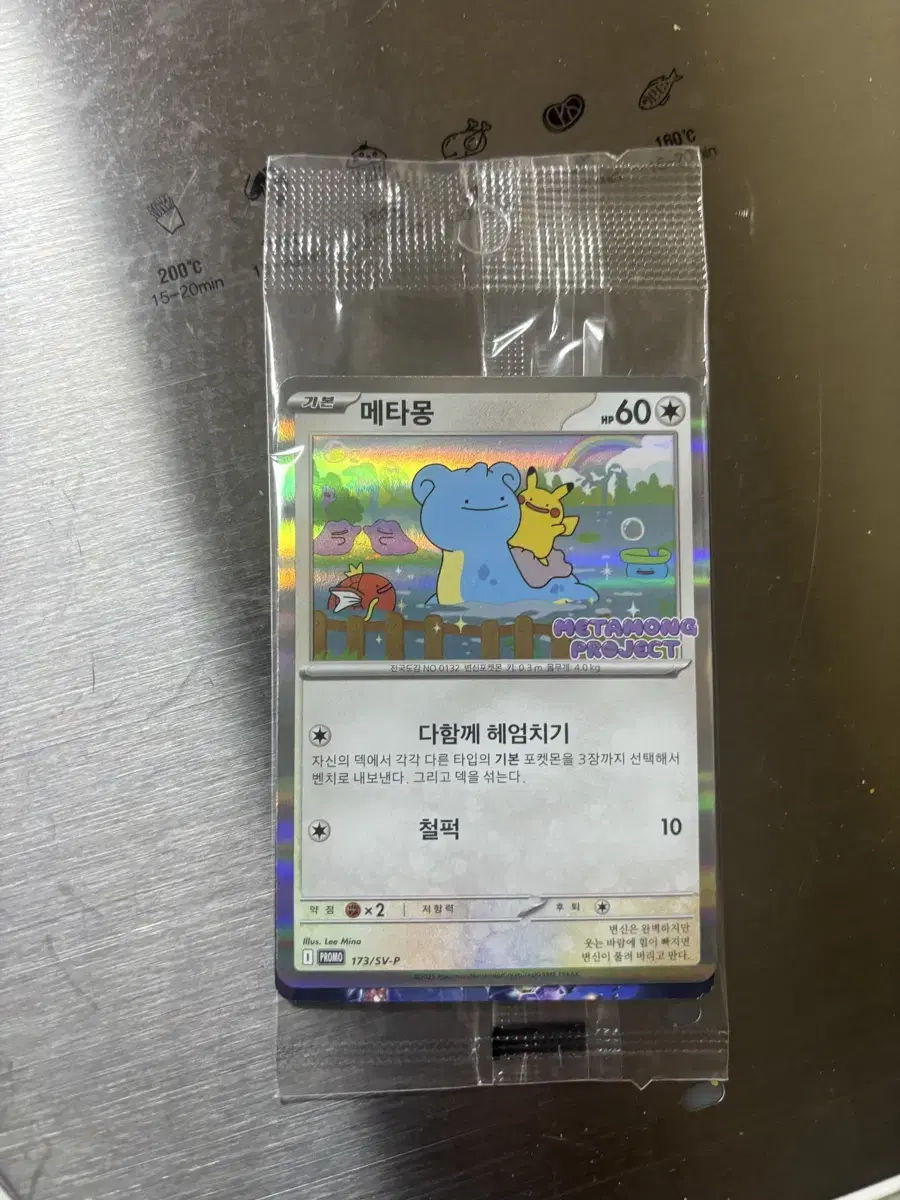 180℃
200℃
15-20min
기본
메타몽
HP 60
METAMONG
PROJECT
전국도감 NO.0132 변신포켓몬 키: 0.3 m 몸무게: 4.0 kg
다함께 헤엄치기
자신의 덱에서 각각 다른 타입의 기본 포켓몬을 3장까지 선택해서
벤치로 내보낸다. 그리고 덱을 섞는다.
철퍽 10
약점 ×2 저항력 후퇴
변신은 완벽하지만
웃는 바람에 힘이 빠지면
변신이 풀려 버리고 만다.
Illus. Lee Mina
I PROMO 173/SV-P